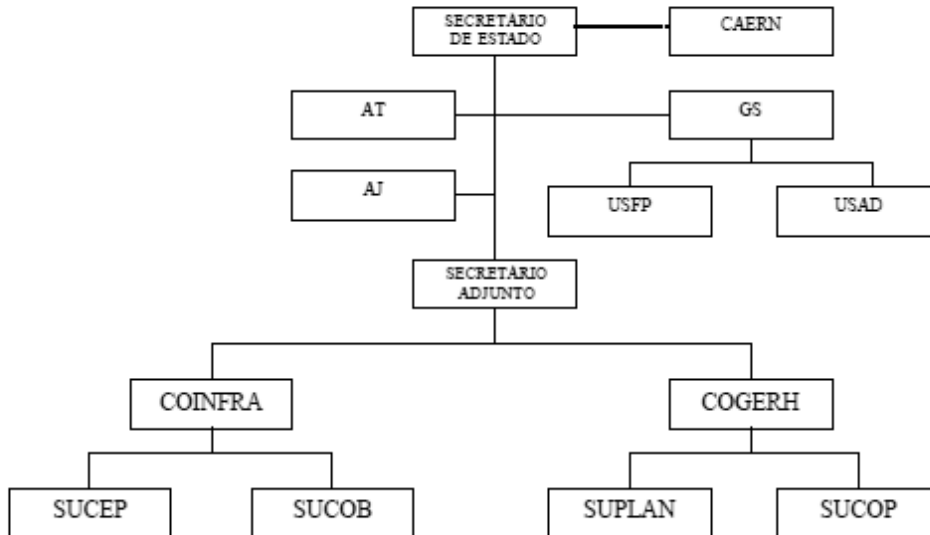 SECRETÁRIO
DE ESTADO
CAERN
AT
GS
AJ
USFP
USAD
SECRETÁRIO
ADJUNTO
COINFRA
COGERH
SUCEP
SUCOB
SUPLAN
SUCOP